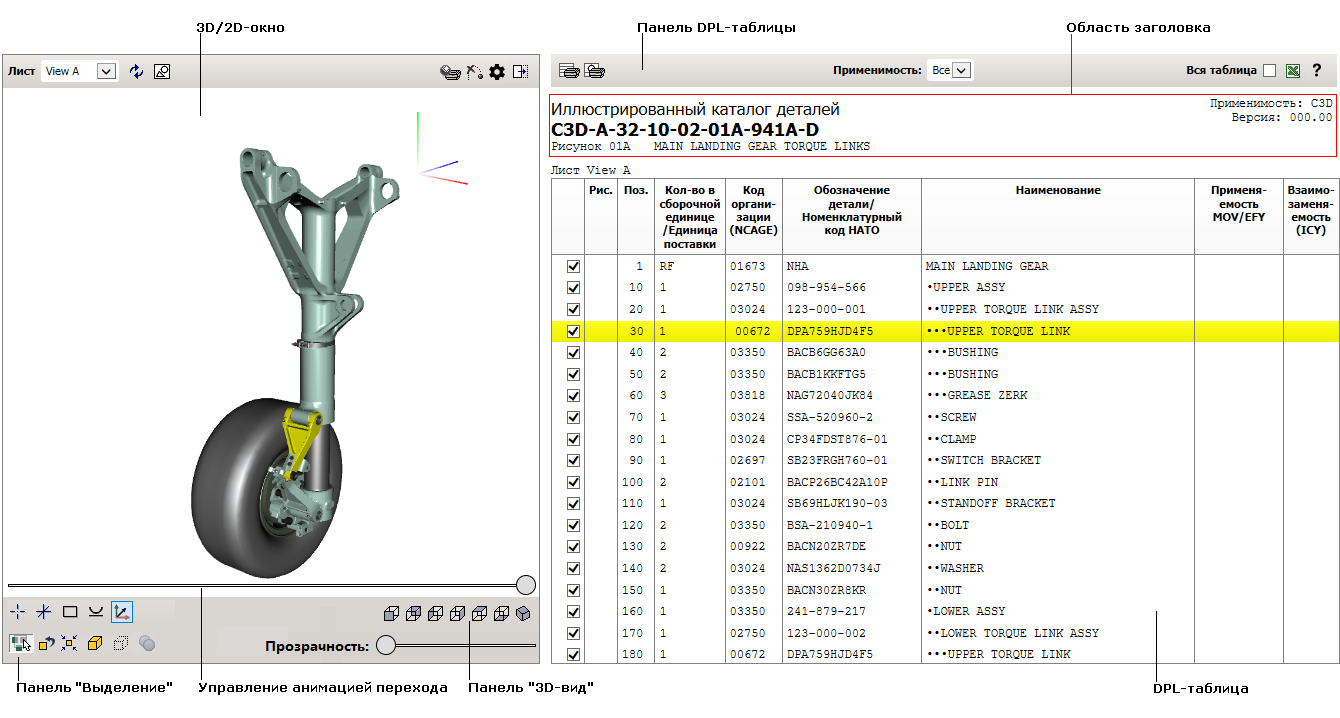 3D/2D-окно
Панель DPL-таблицы
Область заголовка
Лист View A
Применимость: Все
Вся таблица ?
Иллюстрированный каталог деталей
C3D-A-32-10-02-01A-941A-D
Рисунок 01A MAIN LANDING GEAR TORQUE LINKS
Применимость: C3D
Версия: 000.00
Лист View A
Рис.
Поз.
Кол-во в
сборочной
единице
/Единица
поставки
Код
органи-
зации
(NCAGE)
Обозначение
детали/
Номенклатурный
код НАТО
Наименование
Применя-
емость
MOV/EFY
Взаимо-
заменя-
емость
(ICY)
1 RF 01673 NHA MAIN LANDING GEAR
10 1 02750 098-954-566 •UPPER ASSY
20 1 03024 123-000-001 ••UPPER TORQUE LINK ASSY
30 1 00672 DPA759HJD4F5 •••UPPER TORQUE LINK
40 2 03350 BACB6GG63A0 •••BUSHING
50 2 03350 BACB1KKFTG5 •••BUSHING
60 3 03818 NAG72040JK84 •••GREASE ZERK
70 1 03024 SSA-520960-2 ••SCREW
80 1 03024 CP34FDST876-01 ••CLAMP
90 1 02697 SB23FRGH760-01 ••SWITCH BRACKET
100 2 02101 BACP26BC42A10P ••LINK PIN
110 1 03024 SB69HLJK190-03 ••STANDOFF BRACKET
120 2 03350 BSA-210940-1 ••BOLT
130 2 00922 BACN20ZR7DE ••NUT
140 2 03024 NAS1362D0734J ••WASHER
150 1 03350 BACN30ZR8KR ••NUT
160 1 03350 241-879-217 •LOWER ASSY
170 1 02750 123-000-002 ••LOWER TORQUE LINK ASSY
180 1 00672 DPA759HJD4F5 •••UPPER TORQUE LINK
Прозрачность:
Панель "Выделение"
Управление анимацией перехода
Панель "3D-вид"
DPL-таблица